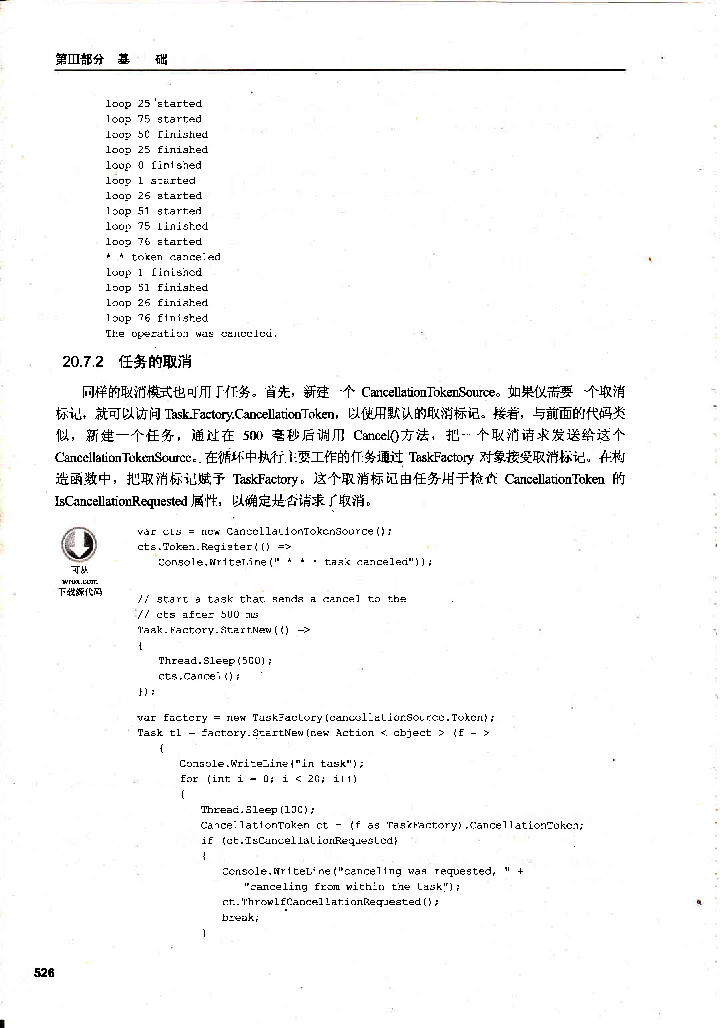 第III部分 基 础
loop 25 started
loop 75 started
loop 50 finished
loop 25 finished
loop 0 finished
loop 1 started
loop 26 started
loop 51 started
loop 75 finished
loop 76 started
* * token canceled
loop 1 finished
loop 51 finished
loop 26 finished
loop 76 finished
The operation was canceled.
20.7.2 任务的取消
同样的取消模式也可用于任务。首先，新建一个 CancellationTokenSource。如果仅需要一个取消
标记，就可以访问 Task.Factory.CancellationToken，以使用默认的取消标记。接着，与前面的代码类
似，新建一个任务，通过在 500 毫秒后调用 Cancel()方法，把一个取消请求发送给这个
CancellationTokenSource。在循环中执行主要工作的任务通过 TaskFactory 对象接受取消标记。在构
造函数中，把取消标记赋予 TaskFactory。这个取消标记由任务用于检查 CancellationToken 的
IsCancellationRequested 属性，以确定是否请求了取消。
可从
wrox.com
下载源代码
var cts = new CancellationTokenSource();
cts.Token.Register(() =>
Console.WriteLine(" * * * task canceled"));
// start a task that sends a cancel to the
// cts after 500 ms
Task.Factory.StartNew(() =>
{
Thread.Sleep(500);
cts.Cancel();
});
var factory = new TaskFactory(cancellationSource.Token);
Task t1 = factory.StartNew(new Action < object > (f = >
{
Console.WriteLine("in task");
for (int i = 0; i < 20; i++)
{
Thread.Sleep(100);
CancellationToken ct = (f as TaskFactory).CancellationToken;
if (ct.IsCancellationRequested)
{
Console.WriteLine("canceling was requested, " +
"canceling from within the task");
ct.ThrowIfCancellationRequested();
break;
}
526